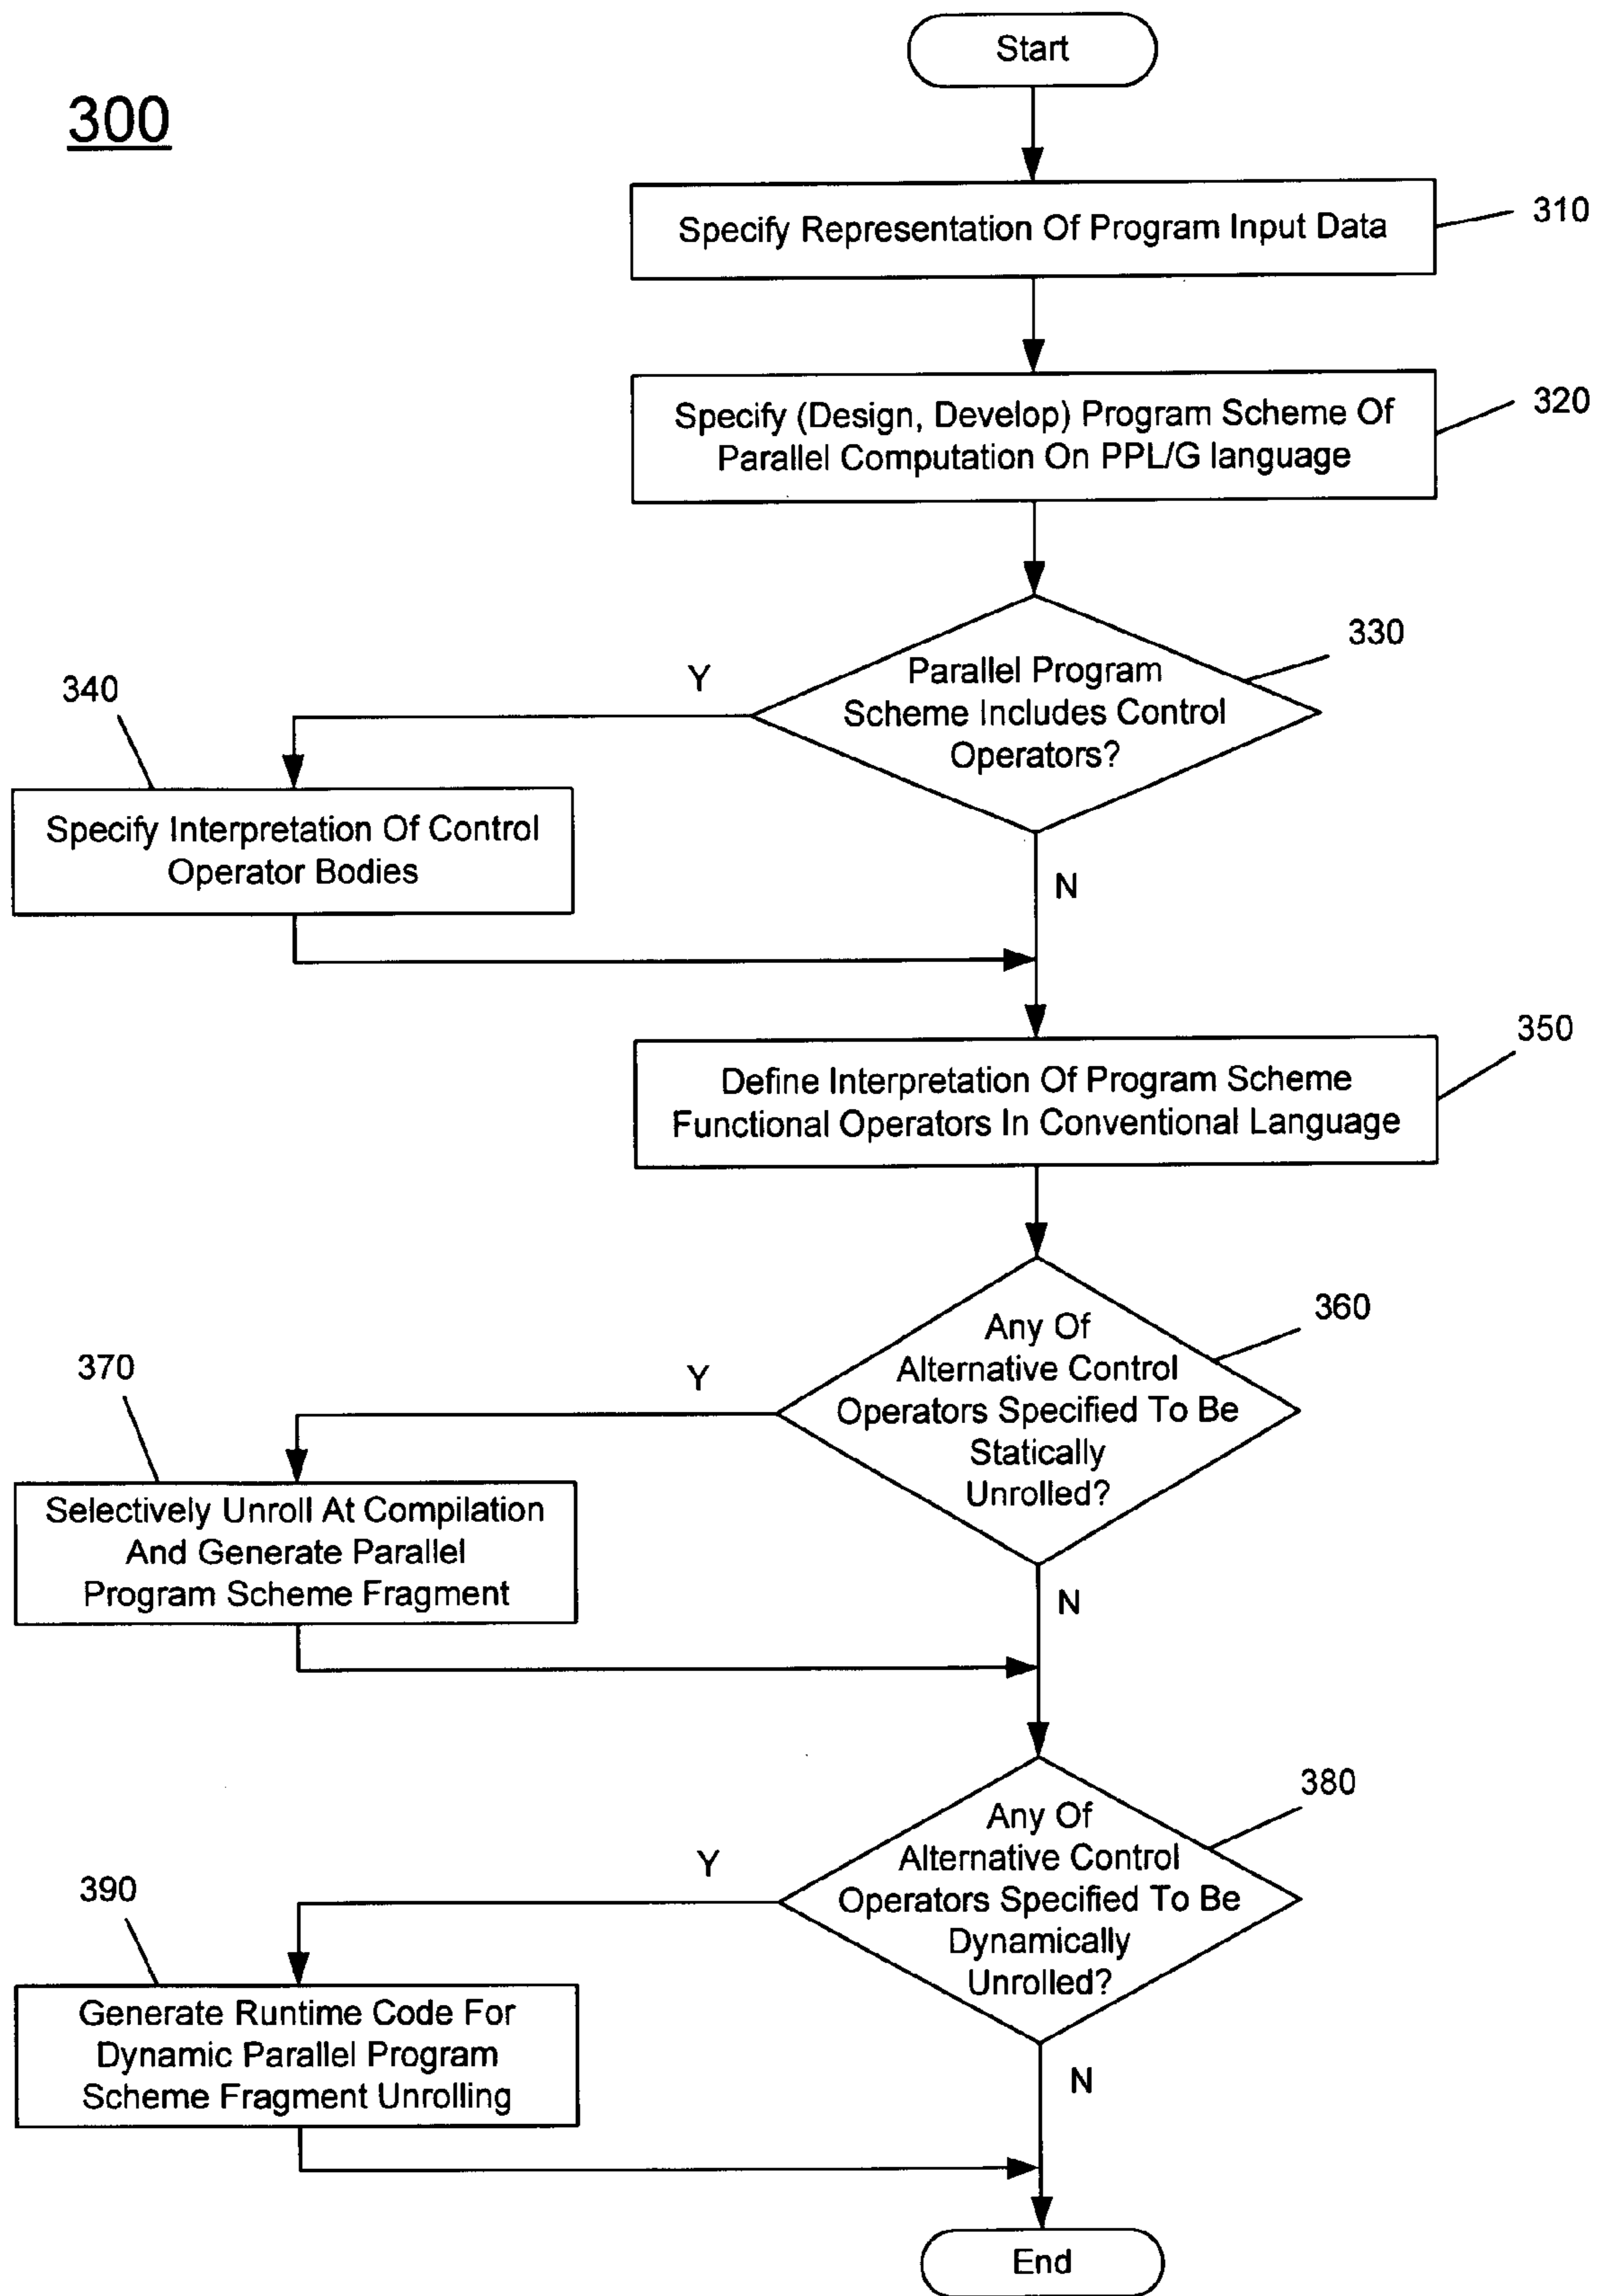 Start
300
Specify Representation Of Program Input Data
310
Specify (Design, Develop) Program Scheme Of
Parallel Computation On PPL/G language
320
Parallel Program
Scheme Includes Control
Operators?
330
Y
340
Specify Interpretation Of Control
Operator Bodies
N
Define Interpretation Of Program Scheme
Functional Operators In Conventional Language
350
Any Of
Alternative Control
Operators Specified To Be
Statically
Unrolled?
360
Y
370
Selectively Unroll At Compilation
And Generate Parallel
Program Scheme Fragment
N
Any Of
Alternative Control
Operators Specified To Be
Dynamically
Unrolled?
380
Y
390
Generate Runtime Code For
Dynamic Parallel Program
Scheme Fragment Unrolling
N
End